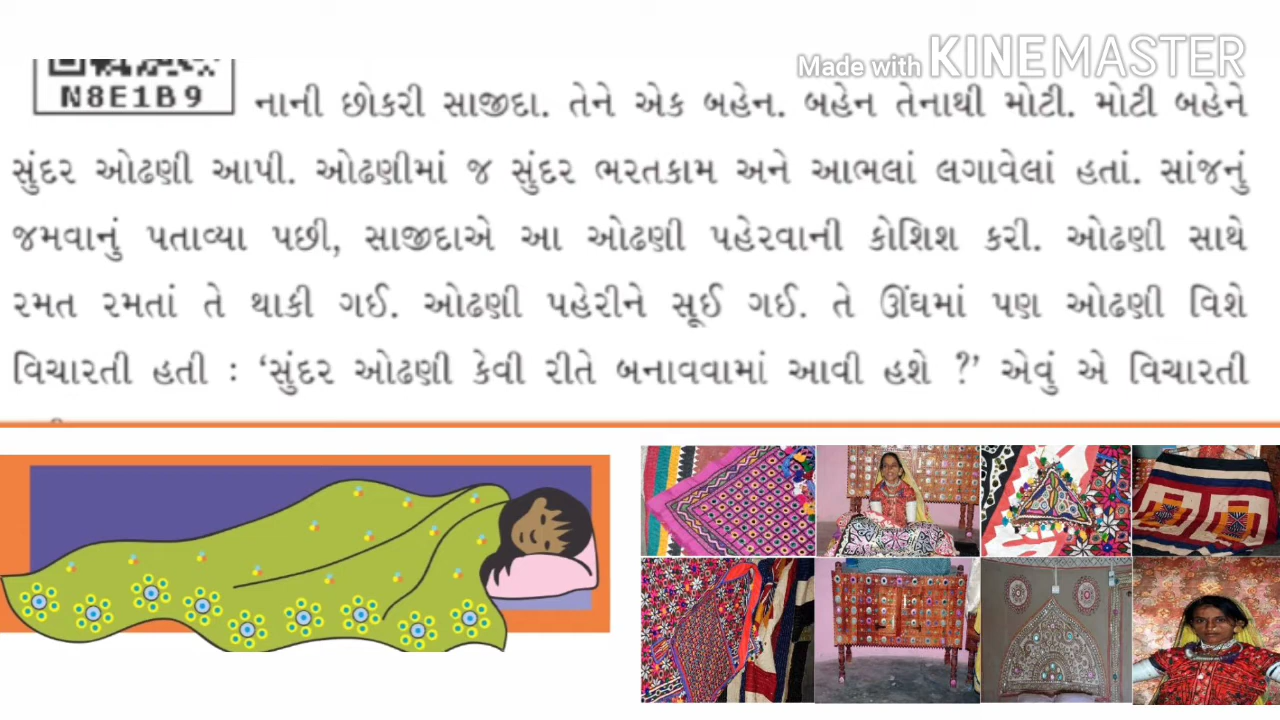 Made with KINEMASTER
N8E1B9
નાની છોકરી સાજીદા. તેને એક બહેન. બહેન તેનાથી મોટી. મોટી બહેને
સુંદર ઓઢણી આપી. ઓઢણીમાં જ સુંદર ભરતકામ અને આભલાં લગાવેલાં હતાં. સાંજનું
જમવાનું પતાવ્યા પછી, સાજીદાએ આ ઓઢણી પહેરવાની કોશિશ કરી. ઓઢણી સાથે
રમત રમતાં તે થાકી ગઈ. ઓઢણી પહેરીને સૂઈ ગઈ. તે ઊંઘમાં પણ ઓઢણી વિશે
વિચારતી હતી : ‘સુંદર ઓઢણી કેવી રીતે બનાવવામાં આવી હશે ?’ એવું એ વિચારતી